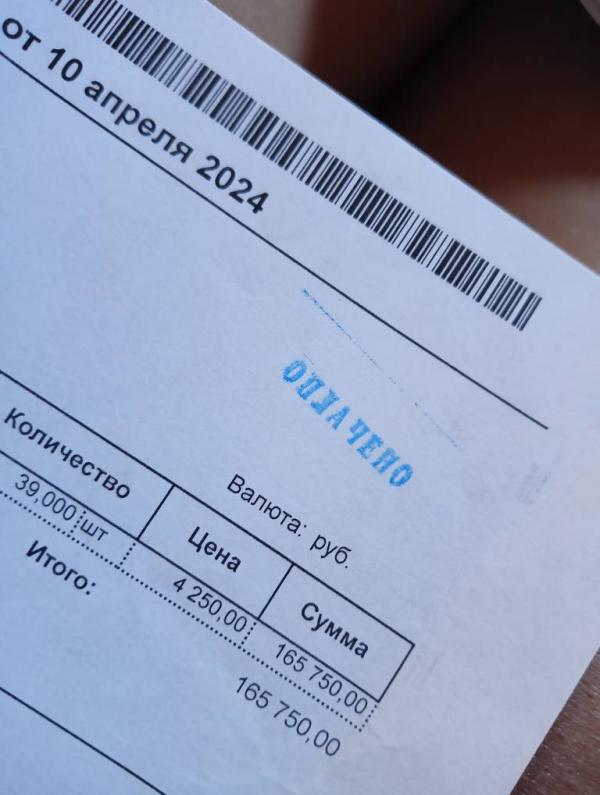 от 10 апреля 2024
ОПЛАЧЕНО
Валюта: руб.
Количество Цена Сумма
39,000 шт 4 250,00 165 750,00
Итого: 165 750,00